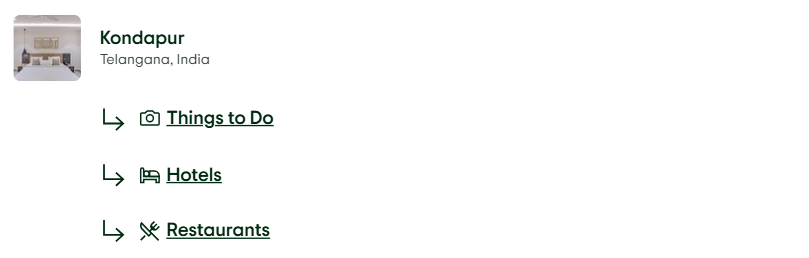 Kondapur
Telangana, India
Things to Do
Hotels
Restaurants